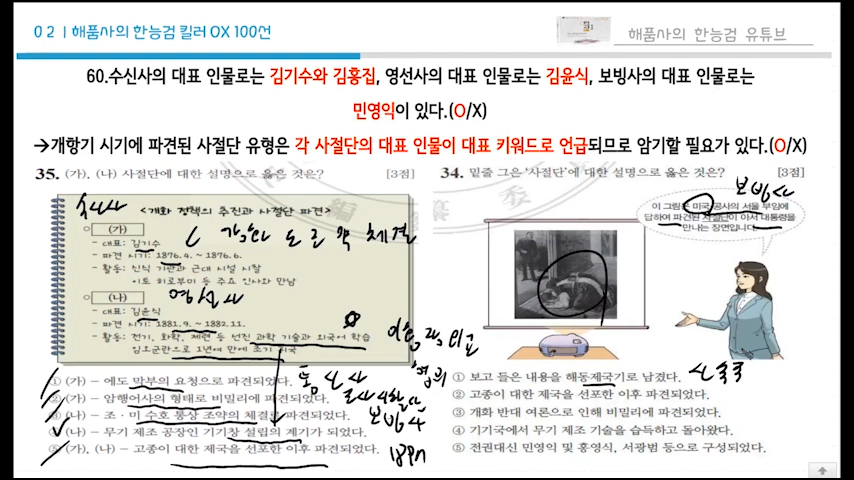 02 | 해품사의 한능검 킬러 OX 100선
해품사의 한능검 유튜브
60.수신사의 대표 인물로는 김기수와 김홍집, 영선사의 대표 인물로는 김윤식, 보빙사의 대표 인물로는
민영익이 있다.(O/X)
→개항기 시기에 파견된 사절단 유형은 각 사절단의 대표 인물이 대표 키워드로 언급되므로 암기할 필요가 있다.(O/X)
35. (가), (나) 사절단에 대한 설명으로 옳은 것은? [3점]
수신사
<개화 정책의 추진과 사절단 파견>
(가)
- 대표: 김기수
- 파견 시기: 1876.4. ~ 1876.6.
- 활동: 신식 기관과 근대 시설 시찰
이토 히로부미 등 주요 인사와 만남
강화도 조약 체결
(나)
영선사
- 대표: 김윤식
- 파견 시기: 1881.9. ~ 1882.11.
- 활동: 전기, 화학, 제련 등 선진 과학 기술과 외국어 학습
임오군란으로 1년여 만에 조기 귀국
① (가) - 에도 막부의 요청으로 파견되었다.
통신사
② (가) - 암행어사의 형태로 비밀리에 파견되었다.
조사 시찰단
③ (나) - 조·미 수호 통상 조약의 체결로 파견되었다.
보빙사
④ (나) - 무기 제조 공장인 기기창 설립의 계기가 되었다.
⑤ (가), (나) - 고종이 대한 제국을 선포한 이후 파견되었다.
1897
34. 밑줄 그은 '사절단'에 대한 설명으로 옳은 것은? [3점]
보빙사
이 그림은 미국 공사의 서울 부임에
답하여 파견된 사절단이 아서 대통령을
만나는 장면입니다.
① 보고 들은 내용을 해동제국기로 남겼다.
신숙주
② 고종이 대한 제국을 선포한 이후 파견되었다.
③ 개화 반대 여론으로 인해 비밀리에 파견되었다.
④ 기기국에서 무기 제조 기술을 습득하고 돌아왔다.
⑤ 전권대신 민영익 및 홍영식, 서광범 등으로 구성되었다.